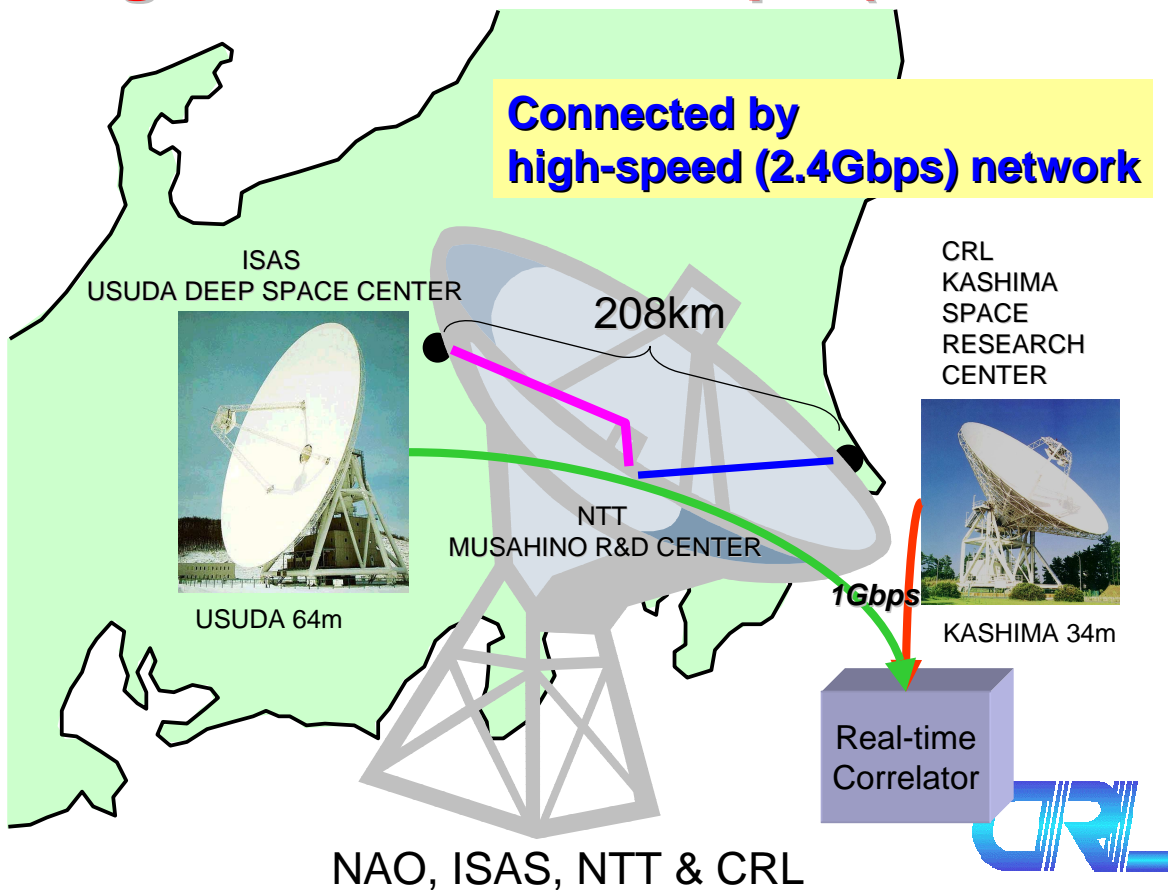 Connected by
high-speed (2.4Gbps) network
ISAS
USUDA DEEP SPACE CENTER
208km
CRL
KASHIMA
SPACE
RESEARCH
CENTER
NTT
MUSAHINO R&D CENTER
1Gbps
USUDA 64m
KASHIMA 34m
Real-time
Correlator
CRL
NAO, ISAS, NTT & CRL